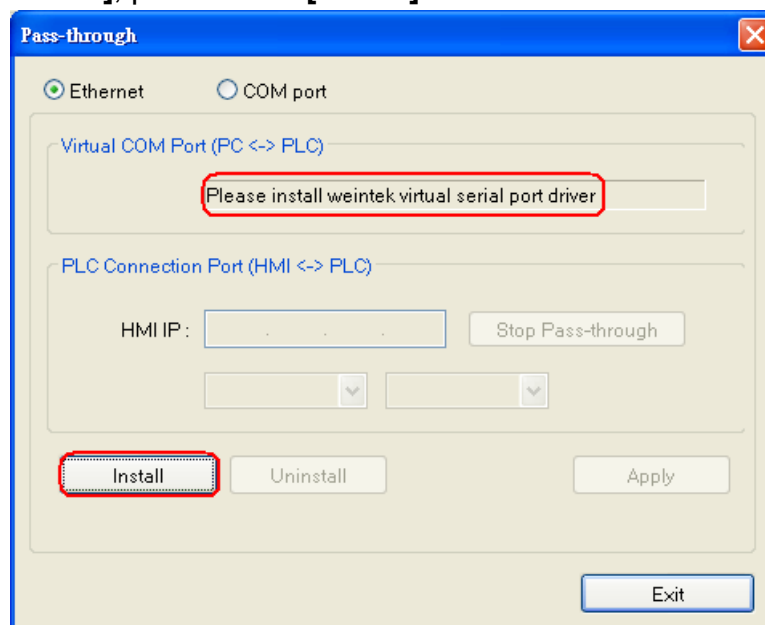 Pass-through
Ethernet COM port
Virtual COM Port (PC <-> PLC)
Please install weintek virtual serial port driver
PLC Connection Port (HMI <-> PLC)
HMI IP : . . . Stop Pass-through
Install Uninstall Apply
Exit